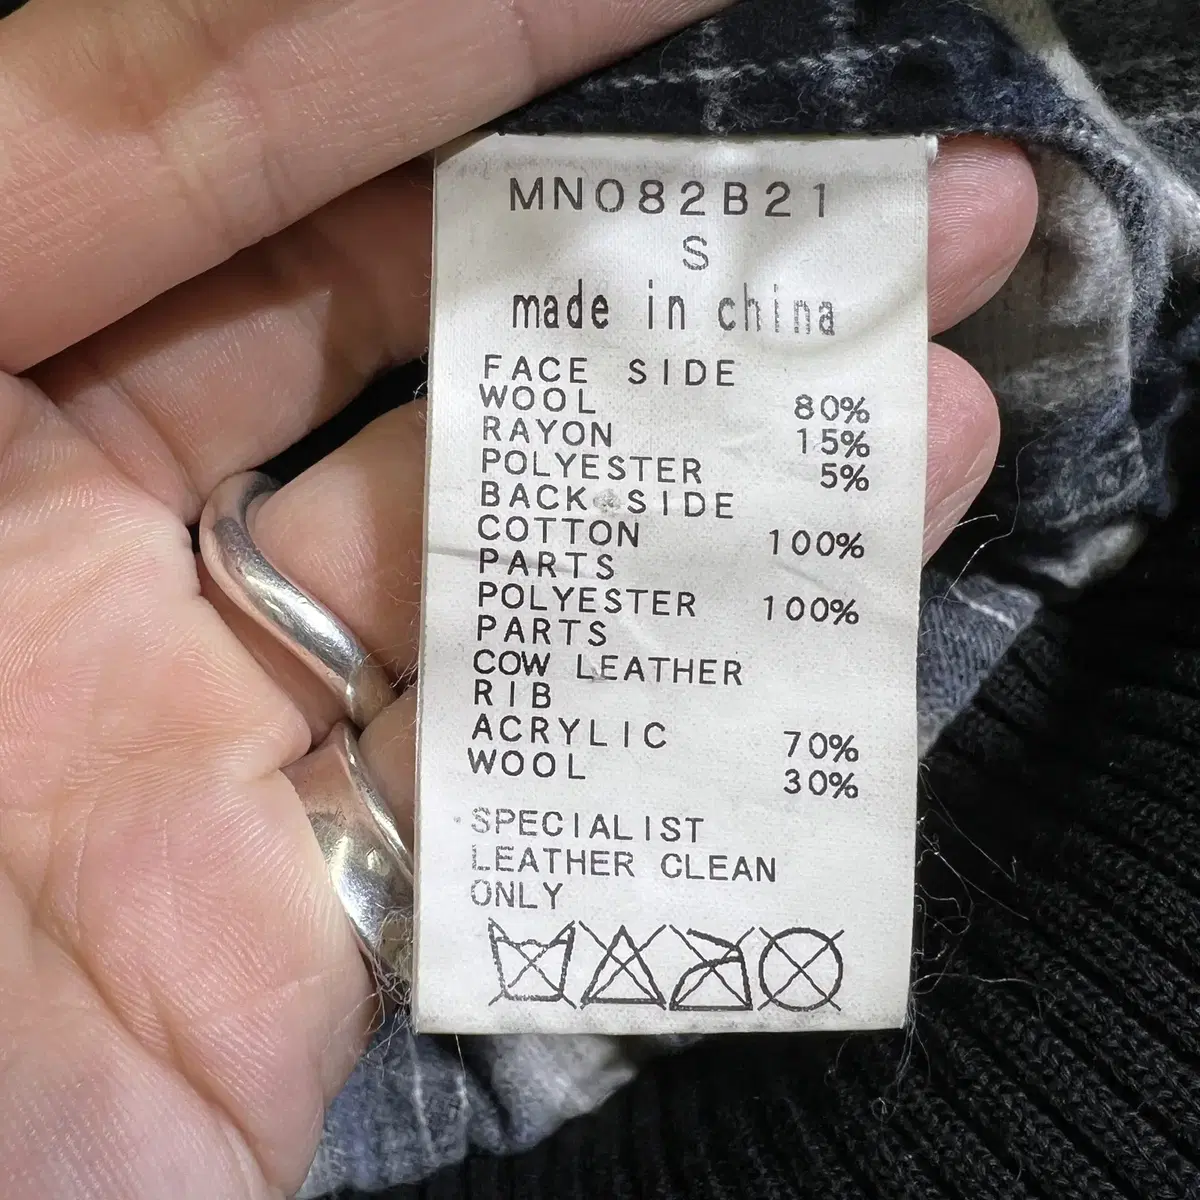 MN082B21
S
made in china
FACE SIDE
WOOL 80%
RAYON 15%
POLYESTER 5%
BACK SIDE
COTTON 100%
PARTS
POLYESTER 100%
PARTS
COW LEATHER
RIB
ACRYLIC 70%
WOOL 30%
SPECIALIST
LEATHER CLEAN
ONLY